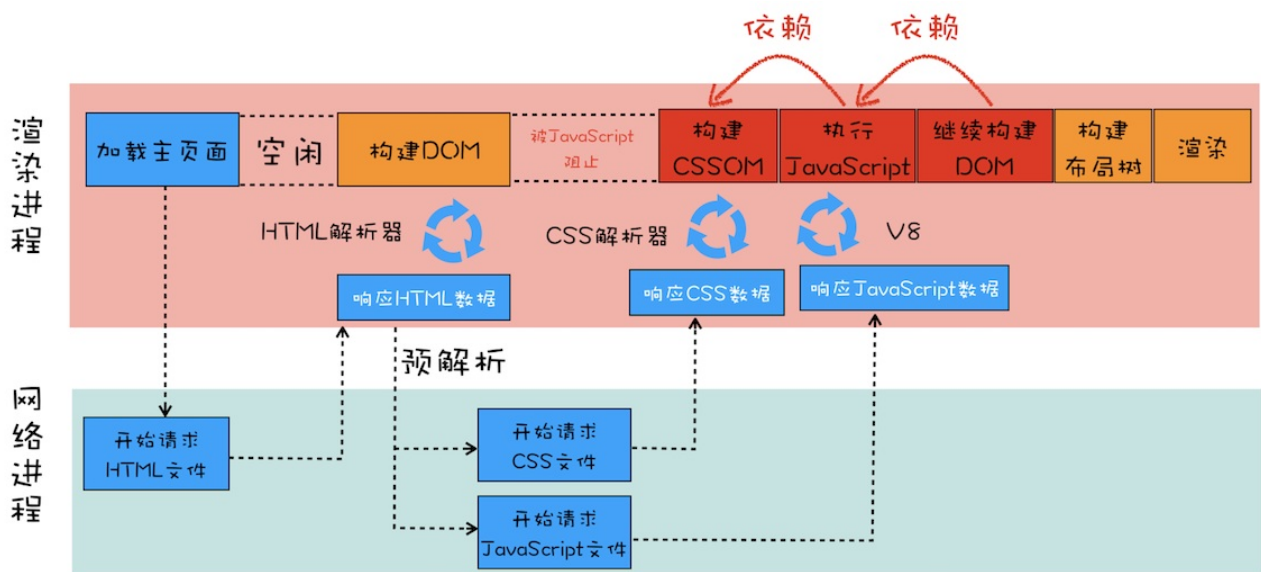 依赖
依赖
渲染进程
加载主页面
空闲
构建DOM
被JavaScript
阻止
构建
CSSOM
执行
JavaScript
继续构建
DOM
构建
布局树
渲染
HTML解析器
CSS解析器
V8
响应HTML数据
响应CSS数据
响应JavaScript数据
预解析
网络进程
开始请求
HTML文件
开始请求
CSS文件
开始请求
JavaScript文件